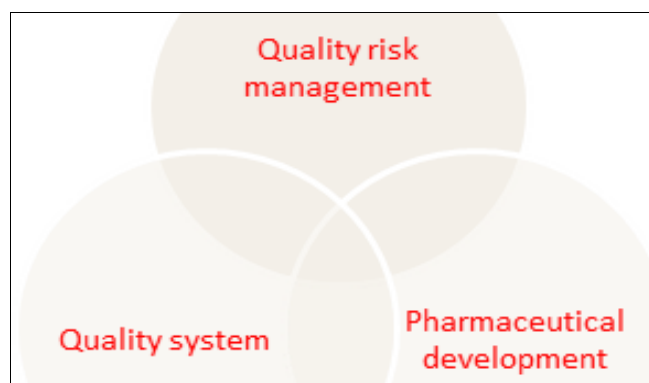 Quality risk
management
Quality system
Pharmaceutical
development